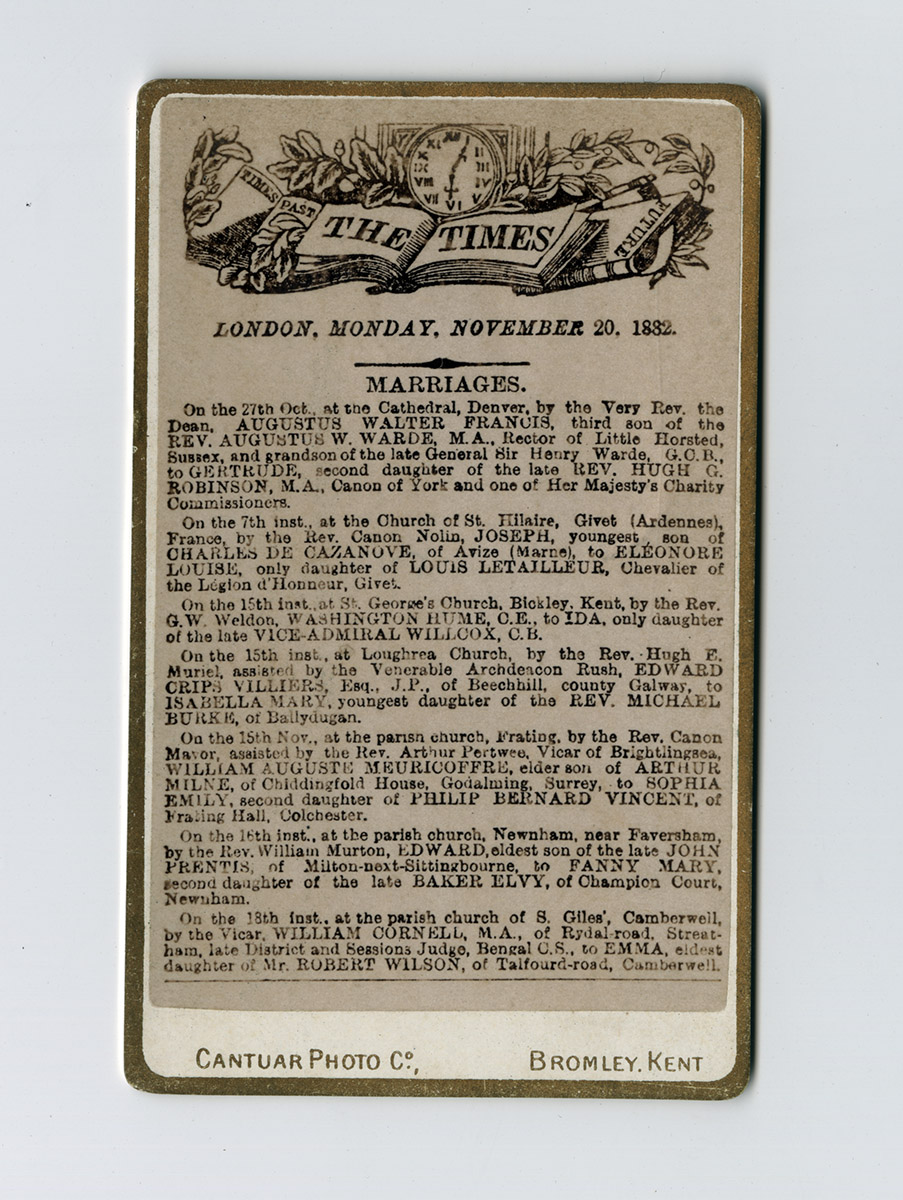 TIMES PAST
THE TIMES
FUTURE
XII
II
III
IV
V
VI
VII
VIII
IX
X
XI
LONDON, MONDAY, NOVEMBER 20, 1882.
MARRIAGES.
On the 27th Oct., at the Cathedral, Denver, by the Very Rev. the
Dean, AUGUSTUS WALTER FRANCIS, third son of the
REV. AUGUSTUS W. WARDE, M.A., Rector of Little Horsted,
Sussex, and grandson of the late General Sir Henry Warde, G.C.B.,
to GERTRUDE, second daughter of the late REV. HUGH G.
ROBINSON, M.A., Canon of York and one of Her Majesty's Charity
Commissioners.
On the 7th inst., at the Church of St. Hilaire, Givet (Ardennes),
France, by the Rev. Canon Nolin, JOSEPH, youngest son of
CHARLES DE CAZANOVE, of Avize (Marne), to ELÉONORE
LOUISE, only daughter of LOUIS LETAILLEUR, Chevalier of
the Légion d'Honneur, Givet.
On the 15th inst., at St. George's Church, Bickley, Kent, by the Rev.
G.W. Weldon, WASHINGTON HUME, C.E., to IDA, only daughter
of the late VICE-ADMIRAL WILLCOX, C.B.
On the 15th inst., at Loughrea Church, by the Rev. Hugh E.
Muriel, assisted by the Venerable Archdeacon Rush, EDWARD
CRIPS VILLIERS, Esq., J.P., of Beechhill, county Galway, to
ISABELLA MARY, youngest daughter of the REV. MICHAEL
BURKE, of Ballydugan.
On the 15th Nov., at the parish church, Frating, by the Rev. Canon
Mavor, assisted by the Rev. Arthur Pertwee, Vicar of Brightlingsea,
WILLIAM AUGUSTE MEURICOFFRE, elder son of ARTHUR
MILNE, of Chiddingfold House, Godalming, Surrey, to SOPHIA
EMILY, second daughter of PHILIP BERNARD VINCENT, of
Frating Hall, Colchester.
On the 16th inst., at the parish church, Newnham, near Faversham,
by the Rev. William Murton, EDWARD, eldest son of the late JOHN
PRENTIS, of Milton-next-Sittingbourne, to FANNY MARY,
second daughter of the late BAKER ELVY, of Champion Court,
Newnham.
On the 18th inst., at the parish church of S. Giles', Camberwell,
by the Vicar, WILLIAM CORNELL, M.A., of Rydal-road, Streat-
ham, late District and Sessions Judge, Bengal C.S., to EMMA, eldest
daughter of Mr. ROBERT WILSON, of Talfourd-road, Camberwell.
CANTUAR PHOTO Co., BROMLEY. KENT